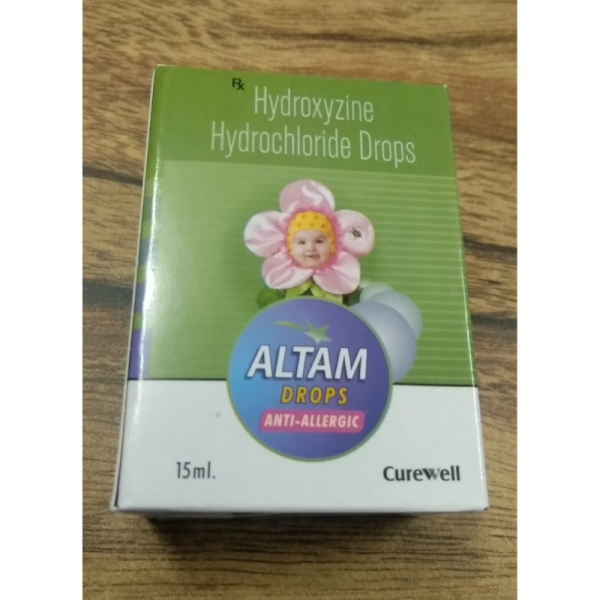 Rx Hydroxyzine
Hydrochloride Drops
ALTAM
DROPS
ANTI-ALLERGIC
15ml.
Curewell